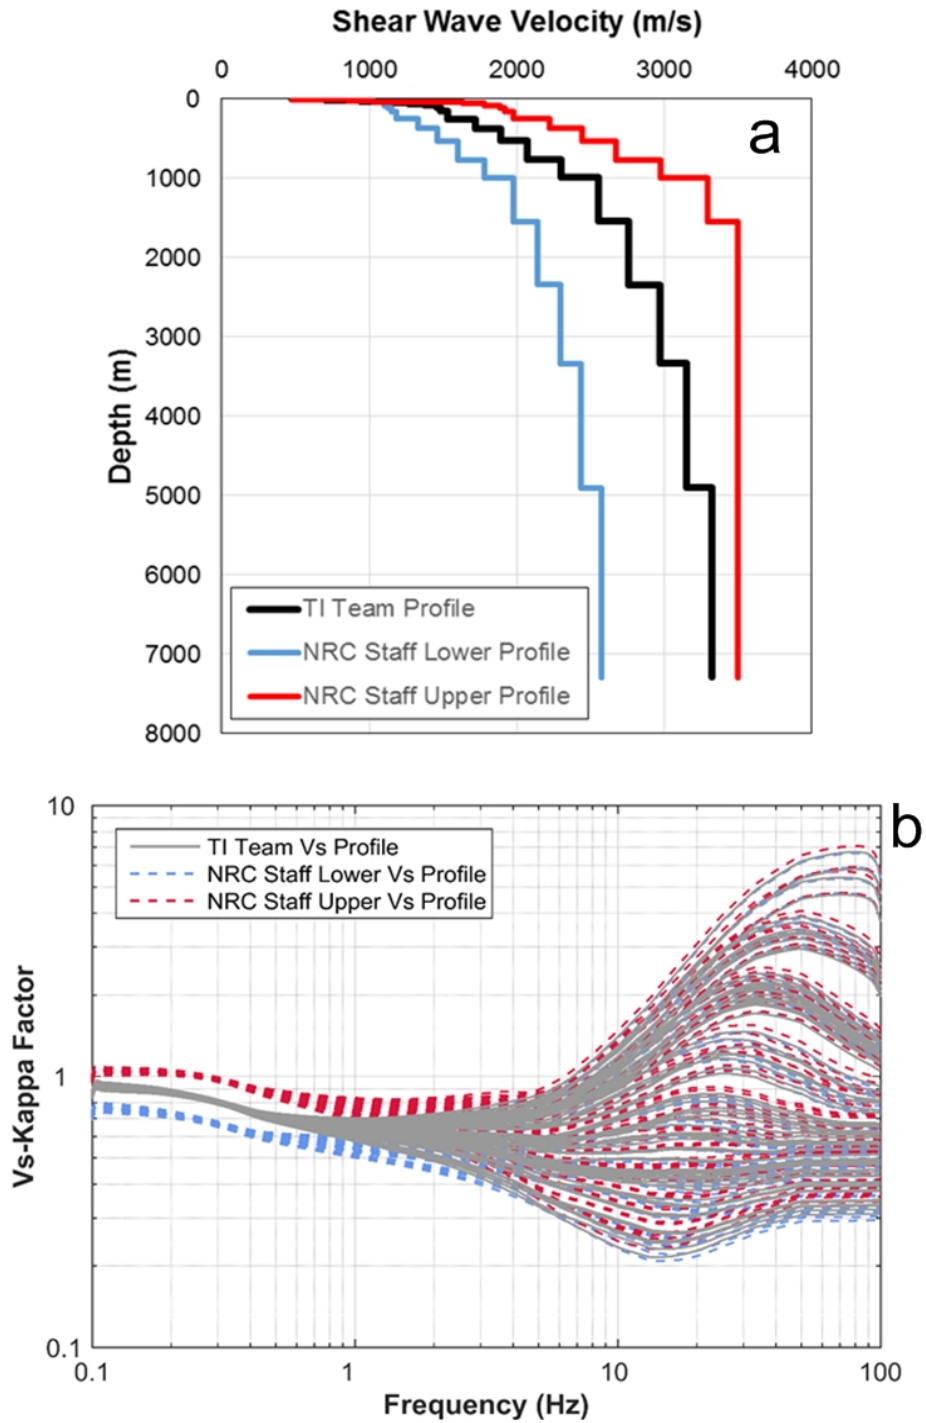 Shear Wave Velocity (m/s)
0 1000 2000 3000 4000
a
0
1000
2000
3000
4000
5000
6000
7000
8000
Depth (m)
TI Team Profile
NRC Staff Lower Profile
NRC Staff Upper Profile
b
10
1
0.1
Vs-Kappa Factor
TI Team Vs Profile
NRC Staff Lower Vs Profile
NRC Staff Upper Vs Profile
0.1 1 10 100
Frequency (Hz)